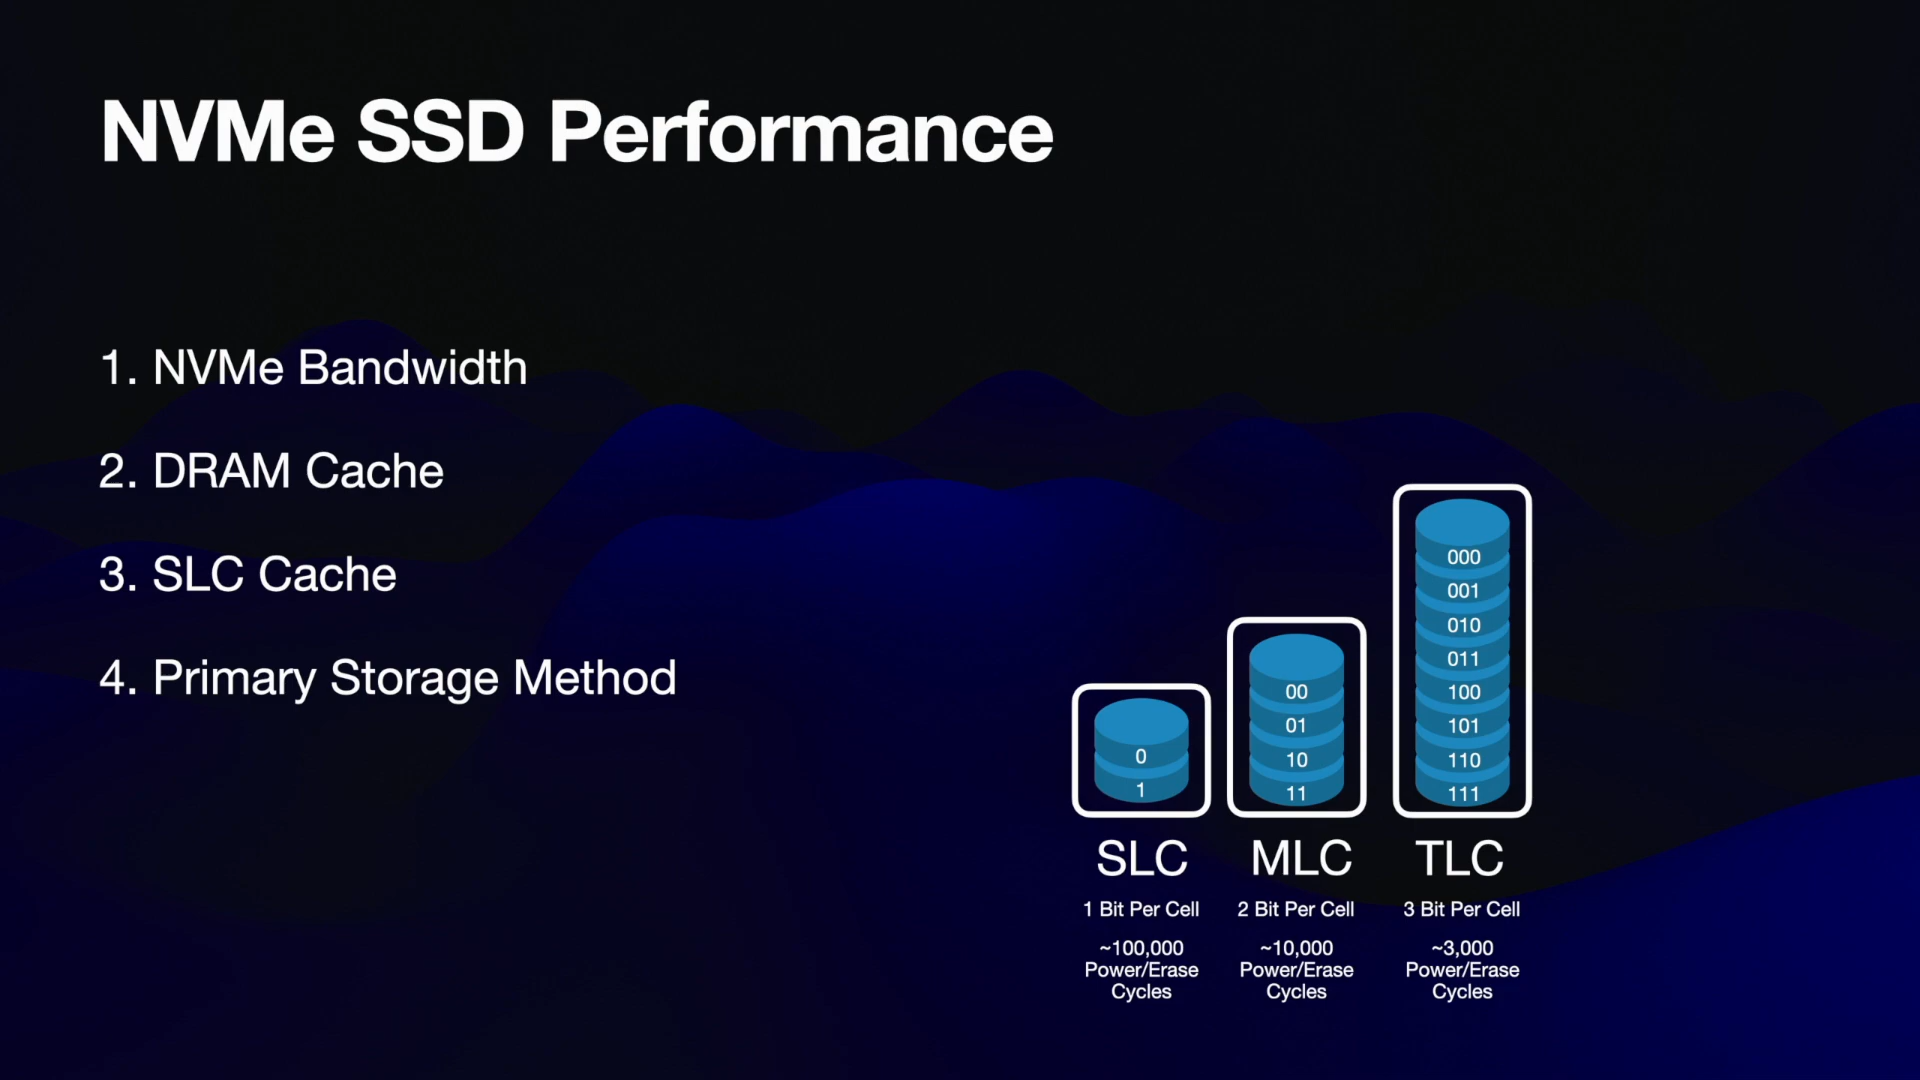 NVMe SSD Performance
1. NVMe Bandwidth
2. DRAM Cache
3. SLC Cache
4. Primary Storage Method
0
1
SLC
1 Bit Per Cell
~100,000
Power/Erase
Cycles
00
01
10
11
MLC
2 Bit Per Cell
~10,000
Power/Erase
Cycles
000
001
010
011
100
101
110
111
TLC
3 Bit Per Cell
~3,000
Power/Erase
Cycles